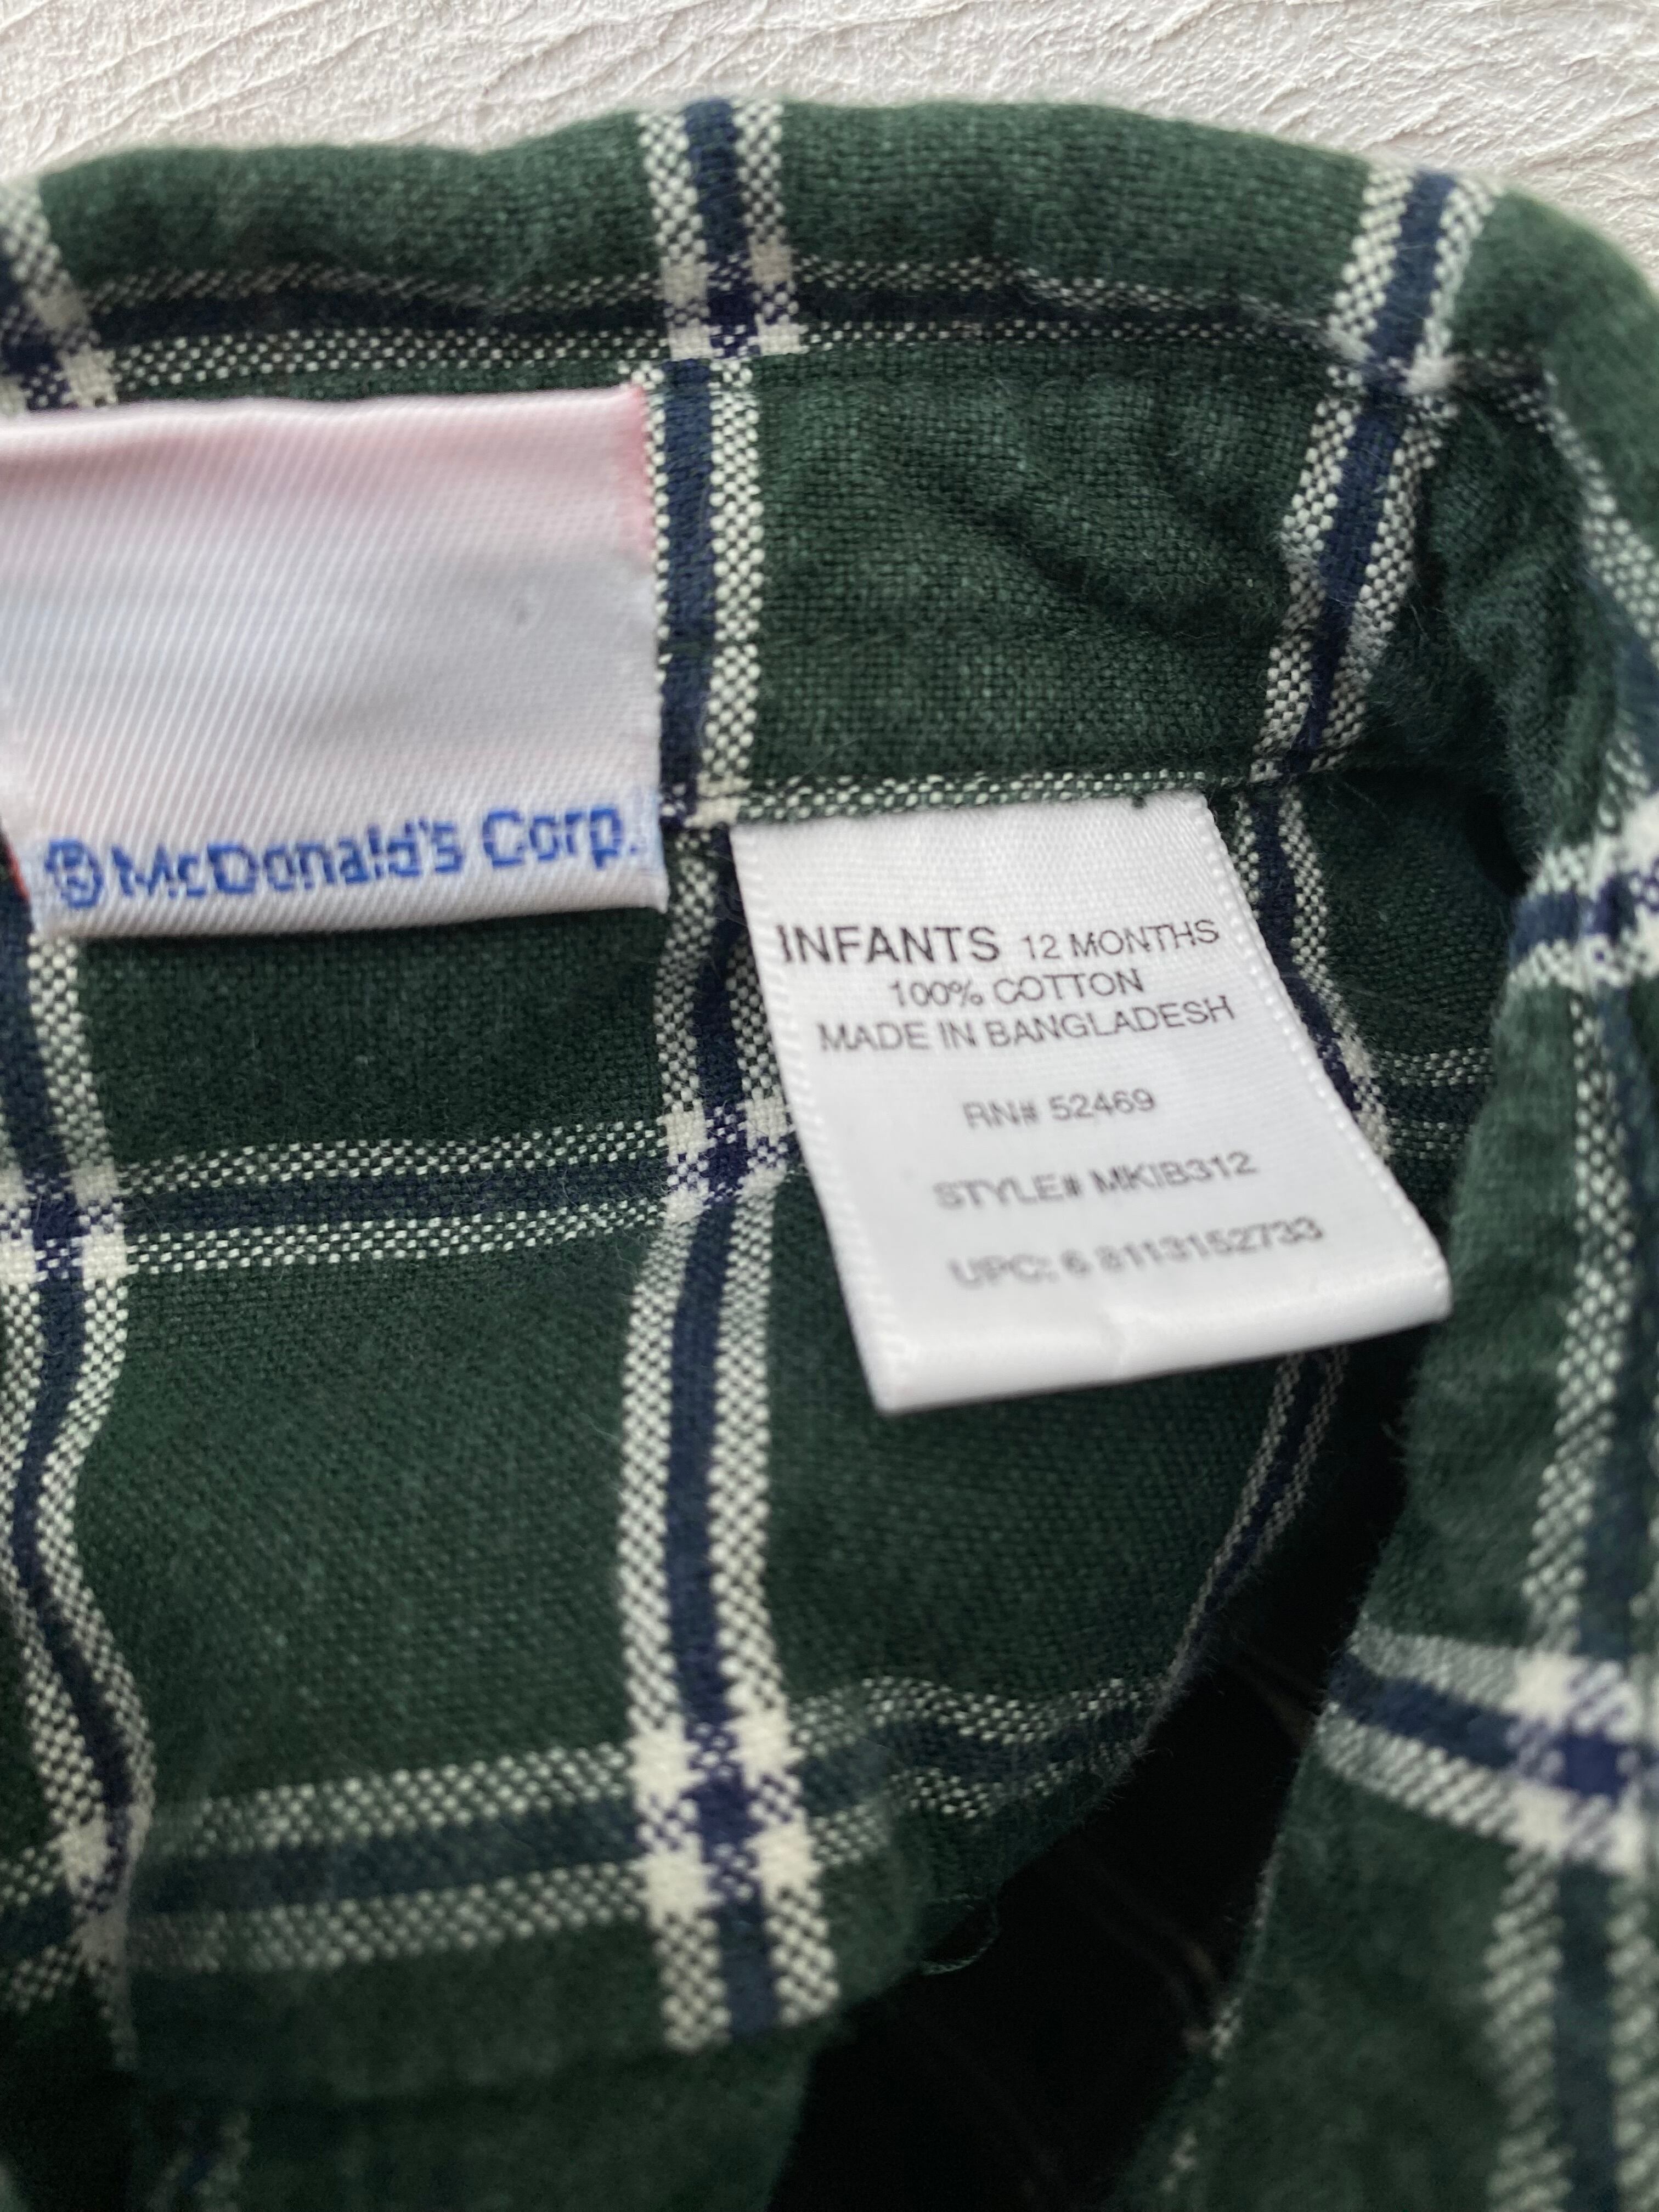 ® McDonald's Corp.
INFANTS 12 MONTHS
100% COTTON
MADE IN BANGLADESH
RN# 52469
STYLE# MKIB312
UPC: 6 8113152733